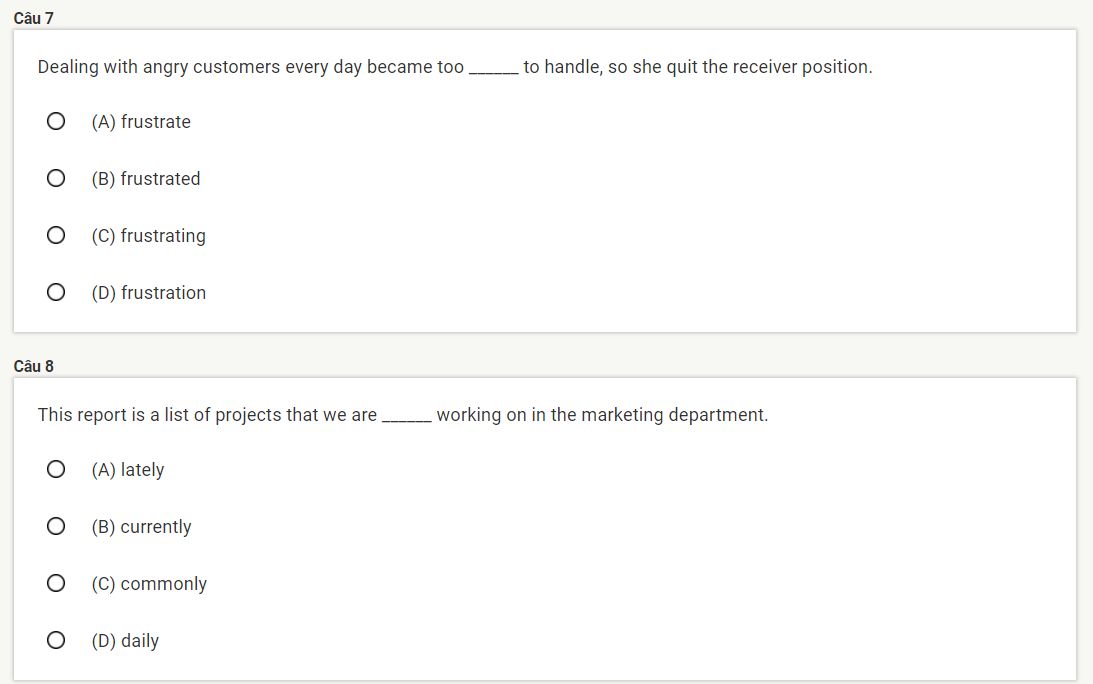 Câu 7
Dealing with angry customers every day became too ______ to handle, so she quit the receiver position.
(A) frustrate
(B) frustrated
(C) frustrating
(D) frustration
Câu 8
This report is a list of projects that we are ______ working on in the marketing department.
(A) lately
(B) currently
(C) commonly
(D) daily